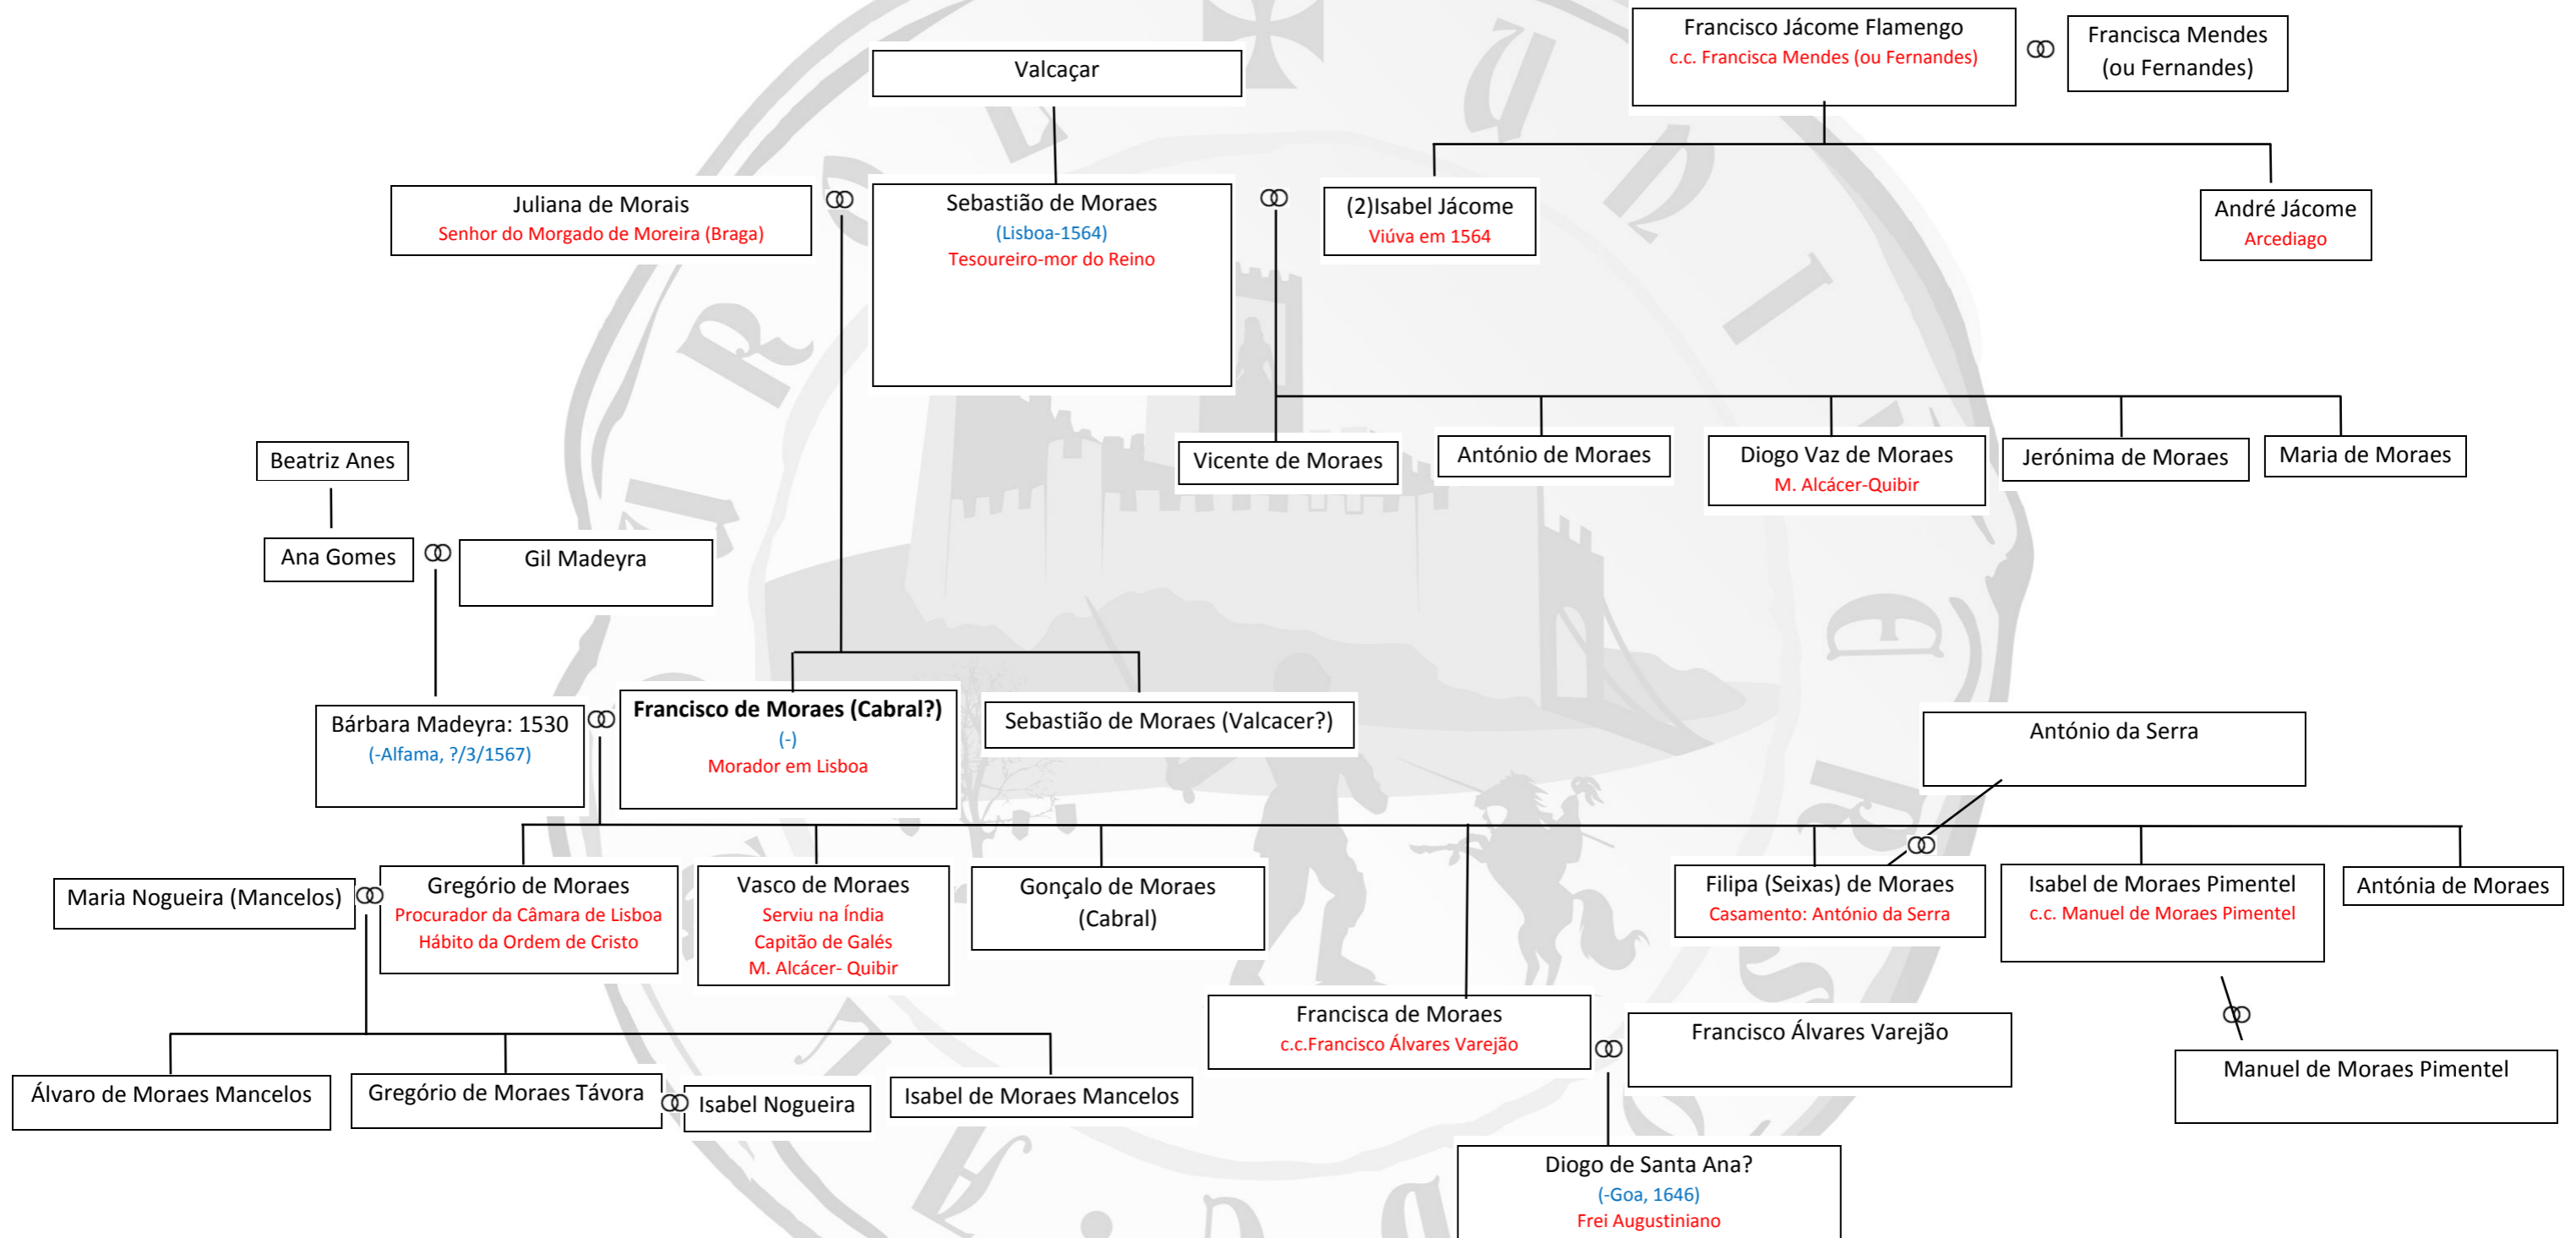 Francisco Jácome Flamengo
c.c. Francisca Mendes (ou Fernandes)
Francisca Mendes
(ou Fernandes)
Valcaçar
Juliana de Morais
Senhor do Morgado de Moreira (Braga)
Sebastião de Moraes
(Lisboa-1564)
Tesoureiro-mor do Reino
(2)Isabel Jácome
Viúva em 1564
André Jácome
Arcediago
Vicente de Moraes
António de Moraes
Diogo Vaz de Moraes
M. Alcácer-Quibir
Jerónima de Moraes
Maria de Moraes
Beatriz Anes
Ana Gomes
Gil Madeyra
Bárbara Madeyra: 1530
(-Alfama, ?/3/1567)
Francisco de Moraes (Cabral?)
(-)
Morador em Lisboa
Sebastião de Moraes (Valcacer?)
António da Serra
Maria Nogueira (Mancelos)
Gregório de Moraes
Procurador da Câmara de Lisboa
Hábito da Ordem de Cristo
Vasco de Moraes
Serviu na Índia
Capitão de Galés
M. Alcácer- Quibir
Gonçalo de Moraes
(Cabral)
Filipa (Seixas) de Moraes
Casamento: António da Serra
Isabel de Moraes Pimentel
c.c. Manuel de Moraes Pimentel
Antónia de Moraes
Francisca de Moraes
c.c.Francisco Álvares Varejão
Francisco Álvares Varejão
Manuel de Moraes Pimentel
Álvaro de Moraes Mancelos
Gregório de Moraes Távora
Isabel Nogueira
Isabel de Moraes Mancelos
Diogo de Santa Ana?
(-Goa, 1646)
Frei Augustiniano